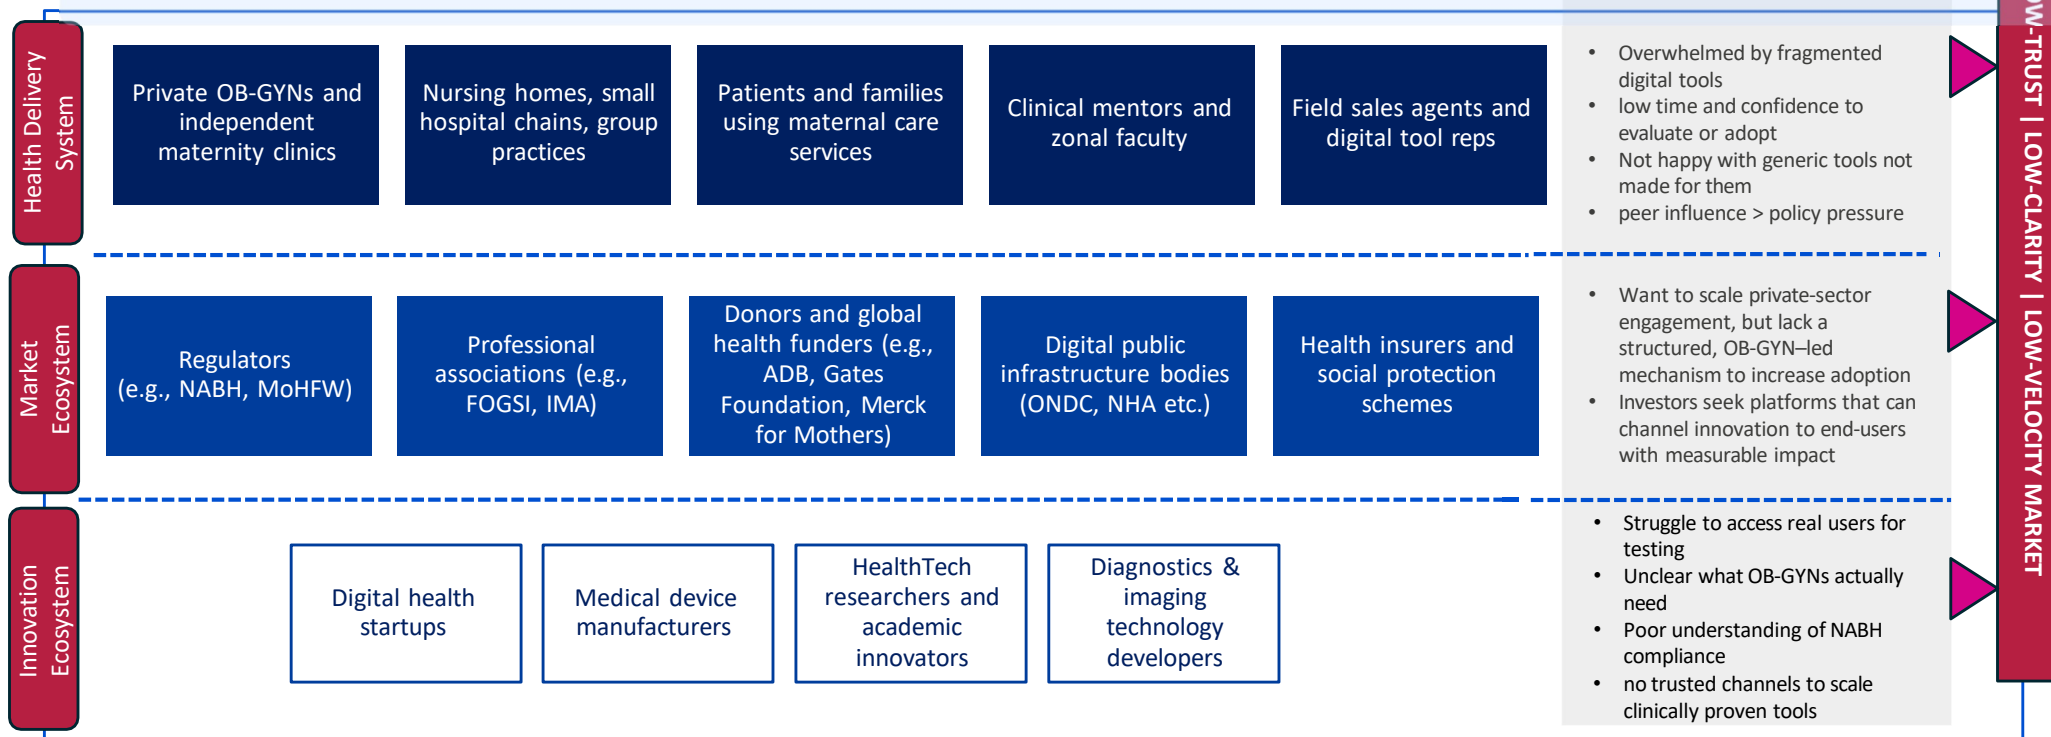 Health Delivery
System
Private OB-GYNs and
independent
maternity clinics
Nursing homes, small
hospital chains, group
practices
Patients and families
using maternal care
services
Clinical mentors and
zonal faculty
Field sales agents and
digital tool reps
• Overwhelmed by fragmented
digital tools
• low time and confidence to
evaluate or adopt
• Not happy with generic tools not
made for them
• peer influence > policy pressure
Market
Ecosystem
Regulators
(e.g., NABH, MoHFW)
Professional
associations (e.g.,
FOGSI, IMA)
Donors and global
health funders (e.g.,
ADB, Gates
Foundation, Merck
for Mothers)
Digital public
infrastructure bodies
(ONDC, NHA etc.)
Health insurers and
social protection
schemes
• Want to scale private-sector
engagement, but lack a
structured, OB-GYN–led
mechanism to increase adoption
• Investors seek platforms that can
channel innovation to end-users
with measurable impact
Innovation
Ecosystem
Digital health
startups
Medical device
manufacturers
HealthTech
researchers and
academic
innovators
Diagnostics &
imaging
technology
developers
• Struggle to access real users for
testing
• Unclear what OB-GYNs actually
need
• Poor understanding of NABH
compliance
• no trusted channels to scale
clinically proven tools
OW-TRUST | LOW-CLARITY | LOW-VELOCITY MARKET